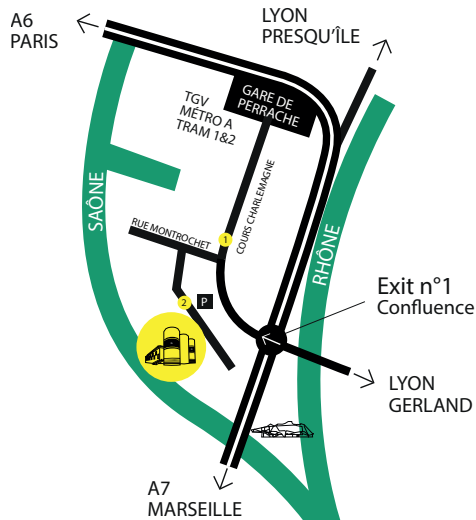 A6
PARIS
LYON
PRESQU'ÎLE
GARE DE
PERRACHE
TGV
MÉTRO A
TRAM 1&2
SAÔNE
COURS CHARLEMAGNE
RUE MONTROCHET
1
RHÔNE
2
P
Exit n°1
Confluence
LYON
GERLAND
A7
MARSEILLE